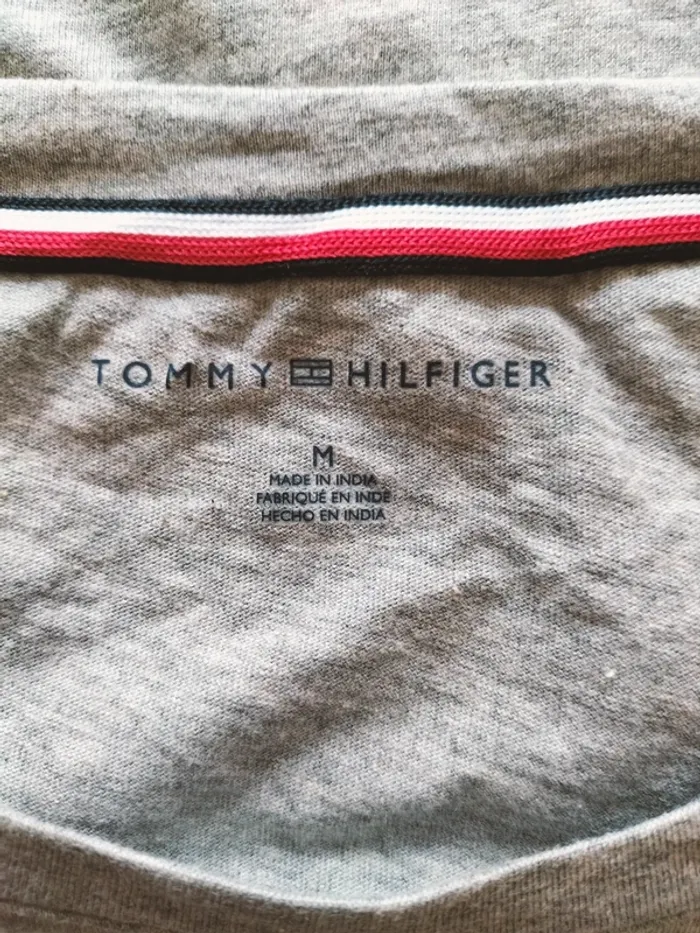 TOMMY HILFIGER
M
MADE IN INDIA
FABRIQUÉ EN INDE
HECHO EN INDIA